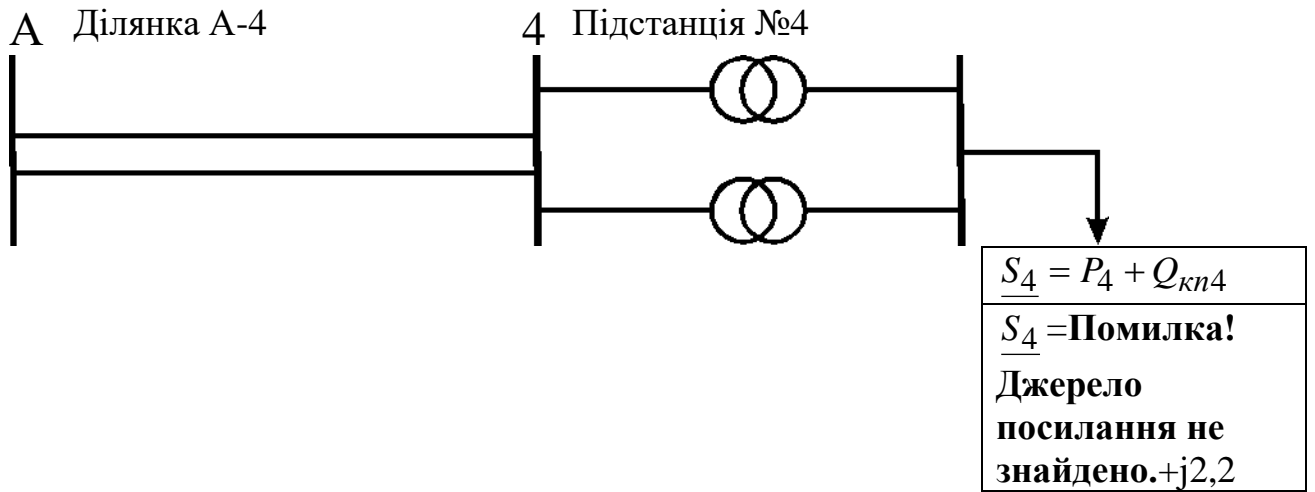 А Ділянка А-4 4 Підстанція №4
S4 = P4 + Qкп4
S4 =Помилка!
Джерело
посилання не
знайдено.+j2,2